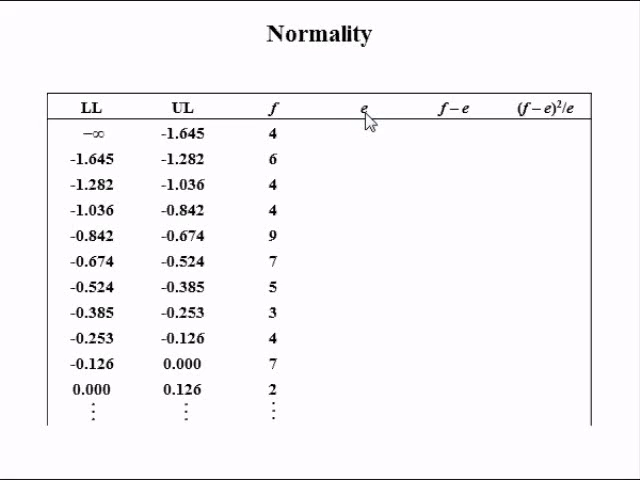 Normality
LL UL f e f – e (f – e)²/e
–∞ -1.645 4
-1.645 -1.282 6
-1.282 -1.036 4
-1.036 -0.842 4
-0.842 -0.674 9
-0.674 -0.524 7
-0.524 -0.385 5
-0.385 -0.253 3
-0.253 -0.126 4
-0.126 0.000 7
0.000 0.126 2
⋮ ⋮ ⋮